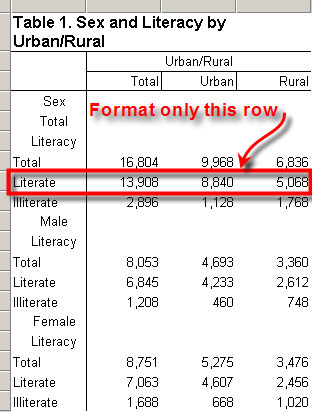 Table 1. Sex and Literacy by
Urban/Rural
Urban/Rural
Total Urban Rural
Sex
Total
Format only this row
Literacy
Total 16,804 9,968 6,836
Literate 13,908 8,840 5,068
Illiterate 2,896 1,128 1,768
Male
Literacy
Total 8,053 4,693 3,360
Literate 6,845 4,233 2,612
Illiterate 1,208 460 748
Female
Literacy
Total 8,751 5,275 3,476
Literate 7,063 4,607 2,456
Illiterate 1,688 668 1,020